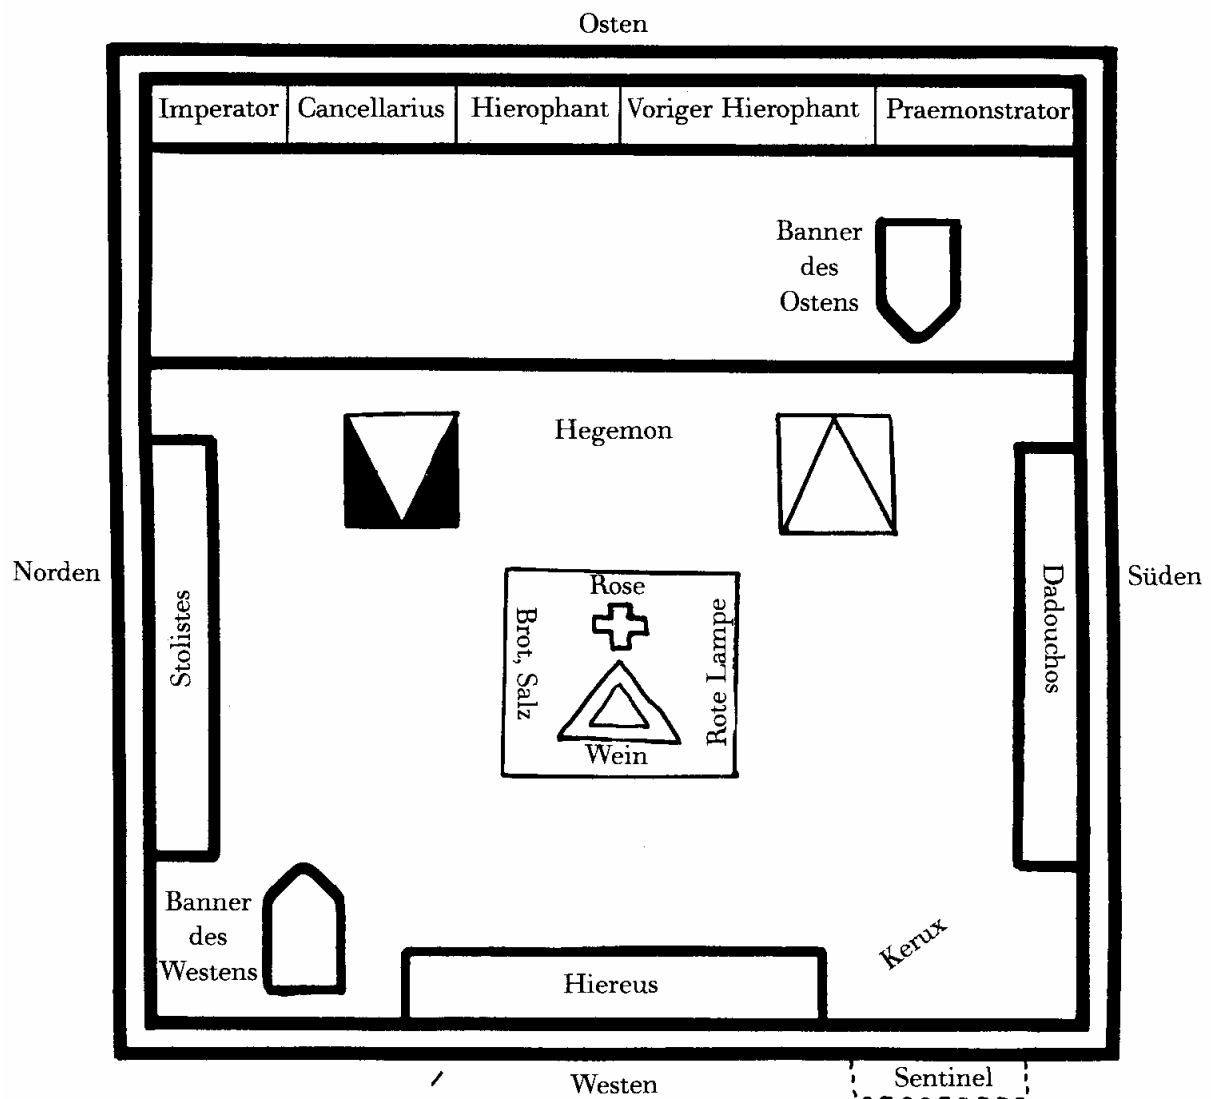 Osten
Imperator
Cancellarius
Hierophant
Voriger Hierophant
Praemonstrator
Banner
des
Ostens
Hegemon
Norden
Süden
Stolistes
Rose
Brot, Salz
Rote Lampe
Wein
Dadouchos
Banner
des
Westens
Hiereus
Kerux
Westen
Sentinel